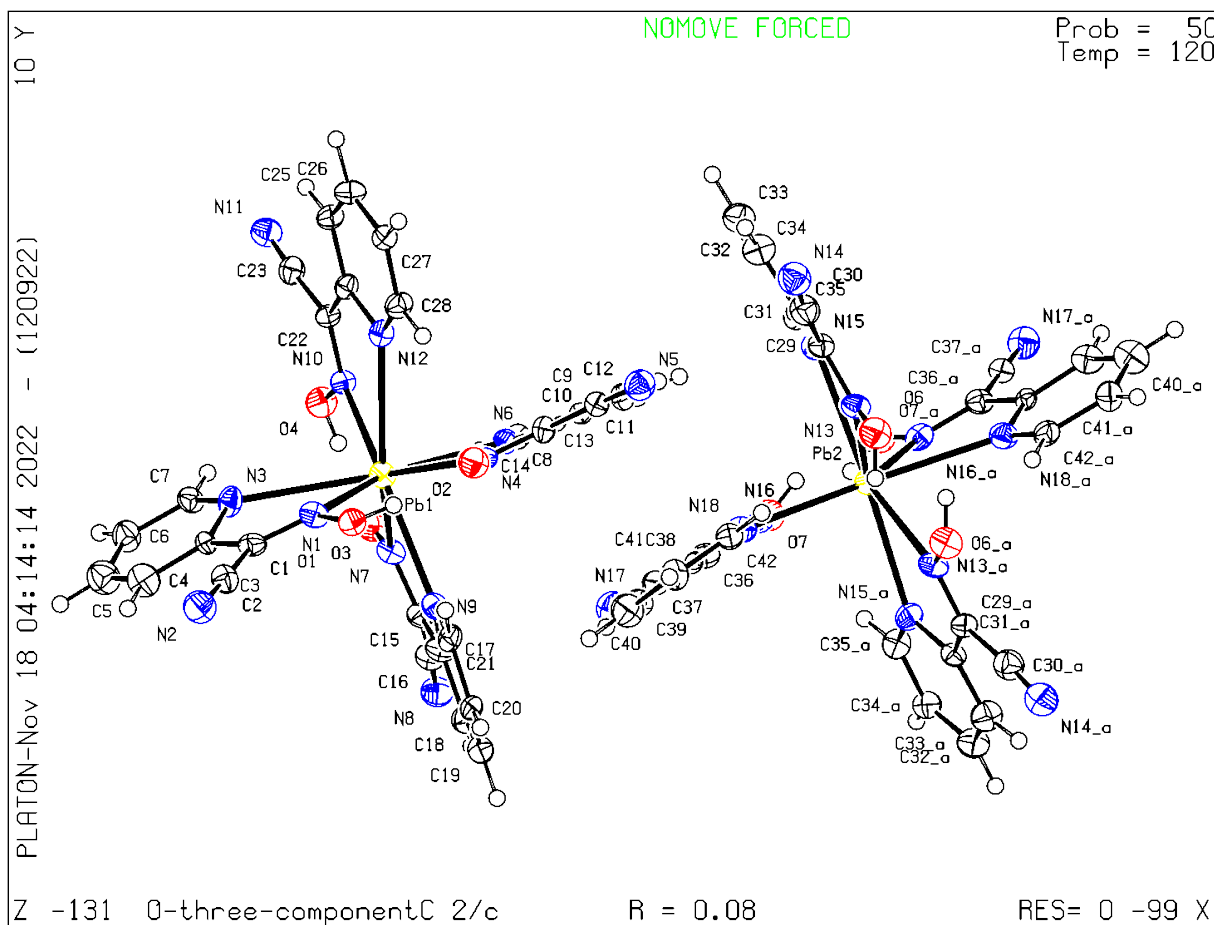 NOMOVE FORCED
Prob = 50
Temp = 120
PLATON-Nov 18 04:14:14 2022 - (120922)
10 Y
C26
C25
N11
C23
C27
C28
C22
N10
N12
O4
N5
C12
C9
C10
C11
C13
N6
C8
C14
N4
O2
C7
N3
Pb1
C6
N1
O3
O1
C1
N7
C4
C3
C5
C2
N2
N9
C15
C17
C21
C16
N8
C20
C18
C19
C33
C34
C32
N14
C30
C35
C31
N15
C29
N17_a
C37_a
C36_a
O6
O7_a
C40_a
C41_a
N13
Pb2
C42_a
N16_a
N18_a
N16
N18
O7
C41
C38
C42
C36
N17
C37
C39
C40
O6_a
N13_a
N15_a
C29_a
C31_a
C35_a
C30_a
C34_a
N14_a
C33_a
C32_a
Z -131 O-three-componentC 2/c
R = 0.08
RES= 0 -99 X